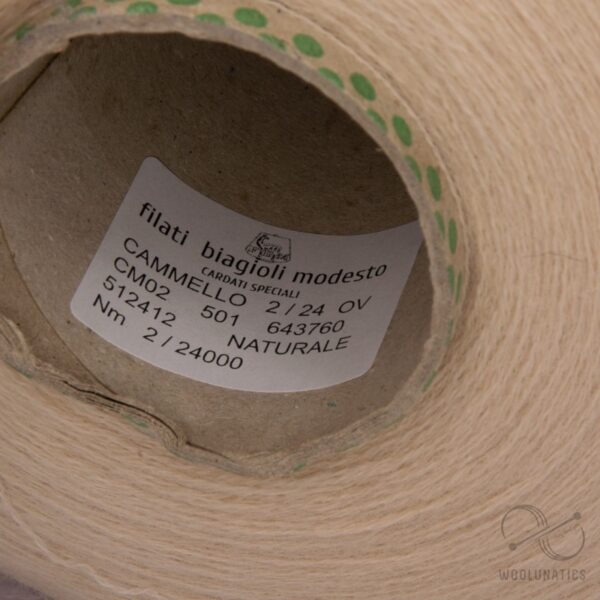 filati biagioli modesto
CARDATI SPECIALI
CAMMELLO 2 / 24 OV
CM02 501 643760
512412 NATURALE
Nm 2 / 24000
WOOLUNATICS